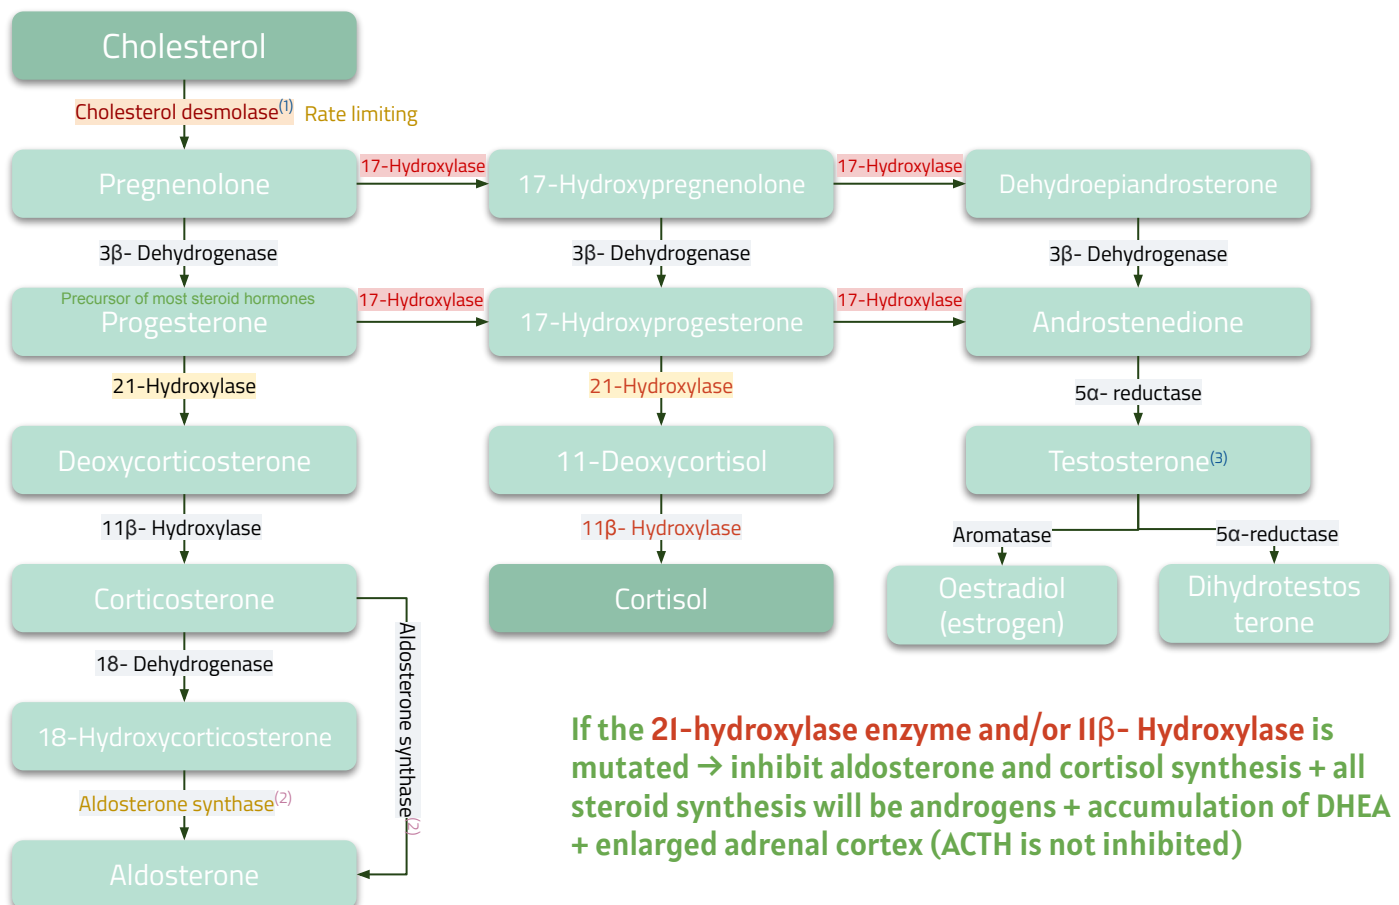 Cholesterol
Cholesterol desmolase(1) Rate limiting
Pregnenolone
17-Hydroxylase
17-Hydroxypregnenolone
17-Hydroxylase
Dehydroepiandrosterone
3β- Dehydrogenase
3β- Dehydrogenase
3β- Dehydrogenase
Precursor of most steroid hormones
Progesterone
17-Hydroxylase
17-Hydroxyprogesterone
17-Hydroxylase
Androstenedione
21-Hydroxylase
21-Hydroxylase
5α- reductase
Deoxycorticosterone
11-Deoxycortisol
Testosterone(3)
11β- Hydroxylase
11β- Hydroxylase
Aromatase
5α-reductase
Corticosterone
Cortisol
Oestradiol
(estrogen)
Dihydrotestos
terone
18- Dehydrogenase
Aldosterone synthase(2)
18-Hydroxycorticosterone
Aldosterone synthase(2)
Aldosterone
If the 21-hydroxylase enzyme and/or 11β- Hydroxylase is
mutated → inhibit aldosterone and cortisol synthesis + all
steroid synthesis will be androgens + accumulation of DHEA
+ enlarged adrenal cortex (ACTH is not inhibited)